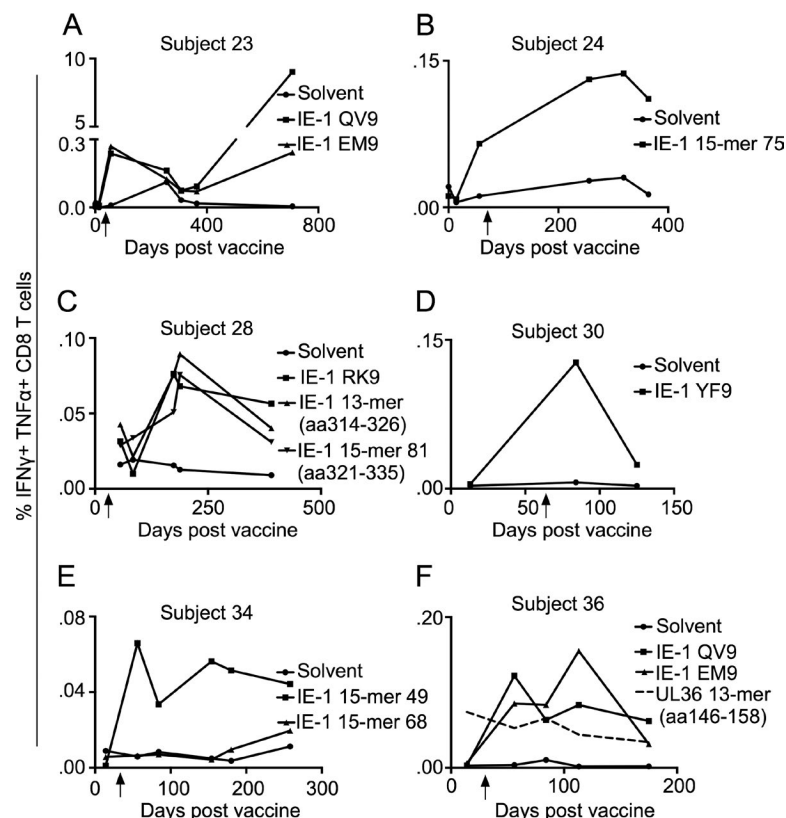 A
Subject 23
10
5
0.3
0.0
0
400
800
Solvent
IE-1 QV9
IE-1 EM9
Days post vaccine
B
Subject 24
.15
.00
0
200
400
Solvent
IE-1 15-mer 75
Days post vaccine
% IFNγ+ TNFα+ CD8 T cells
C
Subject 28
.10
.05
.00
0
250
500
Solvent
IE-1 RK9
IE-1 13-mer
(aa314-326)
IE-1 15-mer 81
(aa321-335)
Days post vaccine
D
Subject 30
.15
.00
0
50
100
150
Solvent
IE-1 YF9
Days post vaccine
E
Subject 34
.08
.04
.00
0
100
200
300
Solvent
IE-1 15-mer 49
IE-1 15-mer 68
Days post vaccine
F
Subject 36
.20
.00
0
100
200
Solvent
IE-1 QV9
IE-1 EM9
UL36 13-mer
(aa146-158)
Days post vaccine